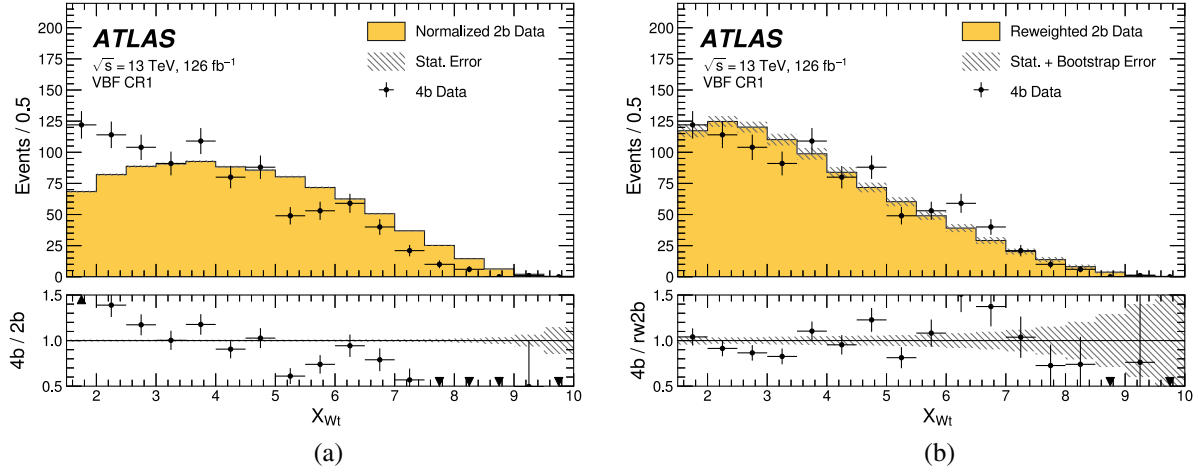 ATLAS
√s = 13 TeV, 126 fb⁻¹
VBF CR1
Normalized 2b Data
Stat. Error
4b Data
Events / 0.5
200
175
150
125
100
75
50
25
0
4b / 2b
1.5
1.0
0.5
2 3 4 5 6 7 8 9 10
X_Wt
(a)
ATLAS
√s = 13 TeV, 126 fb⁻¹
VBF CR1
Reweighted 2b Data
Stat. + Bootstrap Error
4b Data
Events / 0.5
200
175
150
125
100
75
50
25
0
4b / rw2b
1.5
1.0
0.5
2 3 4 5 6 7 8 9 10
X_Wt
(b)